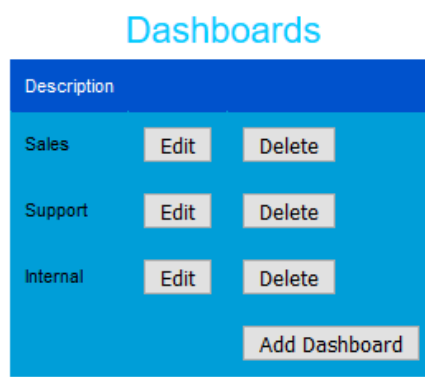 Dashboards
Description
Sales Edit Delete
Support Edit Delete
Internal Edit Delete
Add Dashboard